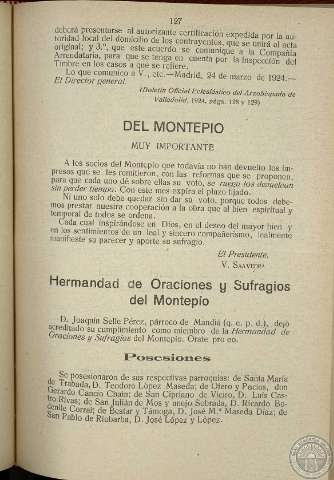 127
deberá presentarse al autorizante certificación expedida por la au-
toridad local del domicilio de los contrayentes, que se unirá al acta
original; y 3.º, que este acuerdo se comunique a la Compañía
Arrendataria, para que se tenga en cuenta por la Inspección del
Timbre en los casos a que se refiere.
Lo que comunico a V., etc.—Madrid, 24 de marzo de 1924.—
El Director general.
(Boletín Oficial Eclesiástico del Arzobispado de
Valladolid, 1924, págs. 128 y 129)
DEL MONTEPIO
MUY IMPORTANTE
A los socios del Montepío que todavía no han devuelto los im-
presos que se les remitieron, con las reformas que se proponen,
para que cada uno dé sobre ellas su voto, se ruega los devuelvan
sin perder tiempo. Con este mes expira el plazo fijado.
Ni uno solo debe quedar sin dar su voto, porque todos debe-
mos prestar nuestra cooperación a la obra que al bien espiritual y
temporal de todos se ordena.
Cada cual inspirándose en Dios, en el deseo del mayor bien y
en los sentimientos de un leal y sincero compañerismo, lealmente
manifieste su parecer y aporte su sufragio.
El Presidente,
V. SAAVEDRA
Hermandad de Oraciones y Sufragios
del Montepío
D. Joaquín Selle Pérez, párroco de Mandiá (q. e. p. d.), dejó
acreditado su cumplimiento como miembro de la Hermandad de
Oraciones y Sufragios del Montepío. Orate pro eo.
Posesiones
Se posesionaron de sus respectivas parroquias: de Santa María
de Trabada, D. Teodoro López Maseda; de Otero y Pacios, don
Gerardo Cancio Chaín; de San Cipriano de Viciro, D. Luis Cas-
tro Rivas; de San Julián de Mos y anejo Sobrada, D. Ricardo Bo-
denlle Corral; de Bestar y Támoga, D. José M.ª Maseda Díaz; de
San Pablo de Riobarba, D. José López y López.